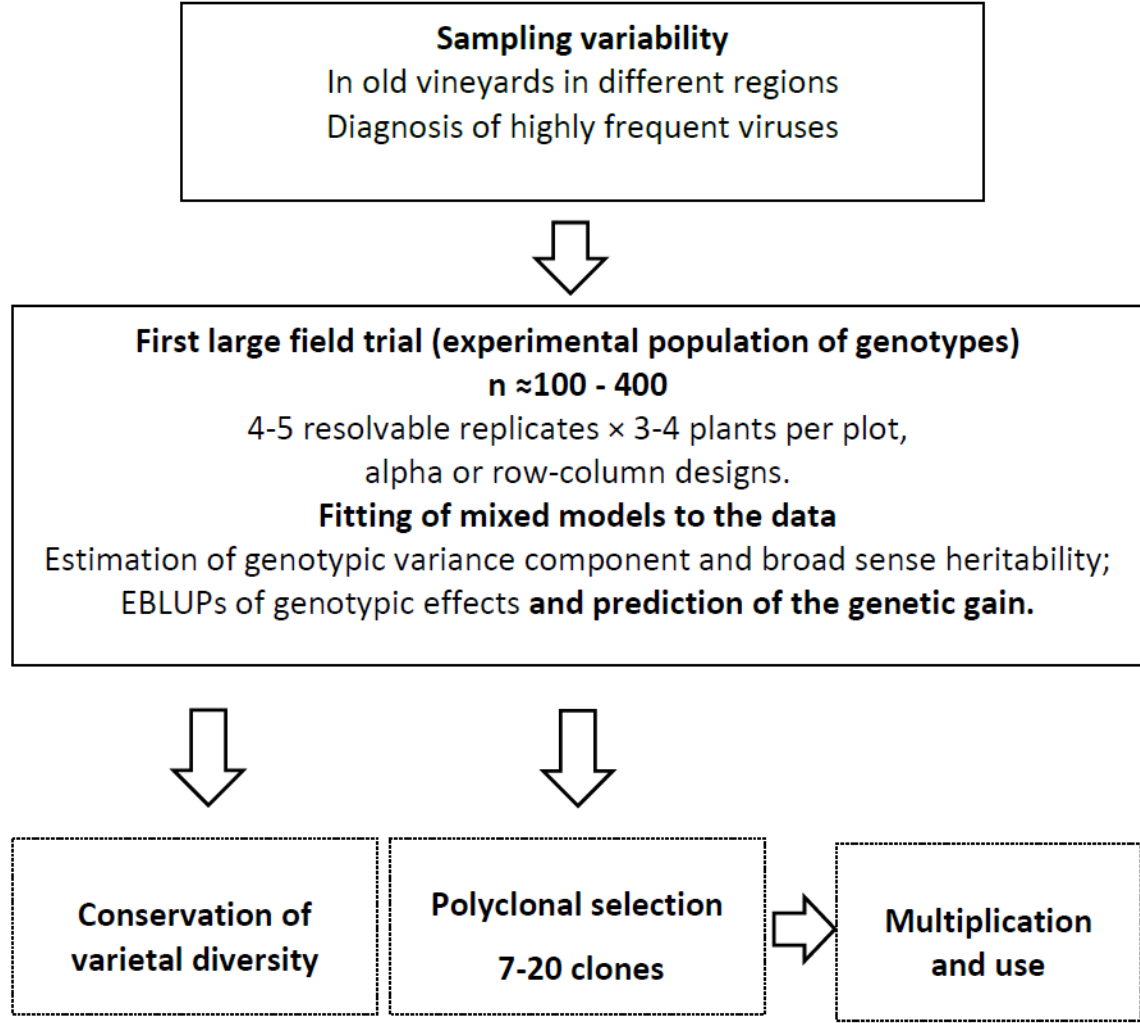 Sampling variability
In old vineyards in different regions
Diagnosis of highly frequent viruses
First large field trial (experimental population of genotypes)
n ≈100 - 400
4-5 resolvable replicates × 3-4 plants per plot,
alpha or row-column designs.
Fitting of mixed models to the data
Estimation of genotypic variance component and broad sense heritability;
EBLUPs of genotypic effects and prediction of the genetic gain.
Conservation of
varietal diversity
Polyclonal selection
7-20 clones
Multiplication
and use